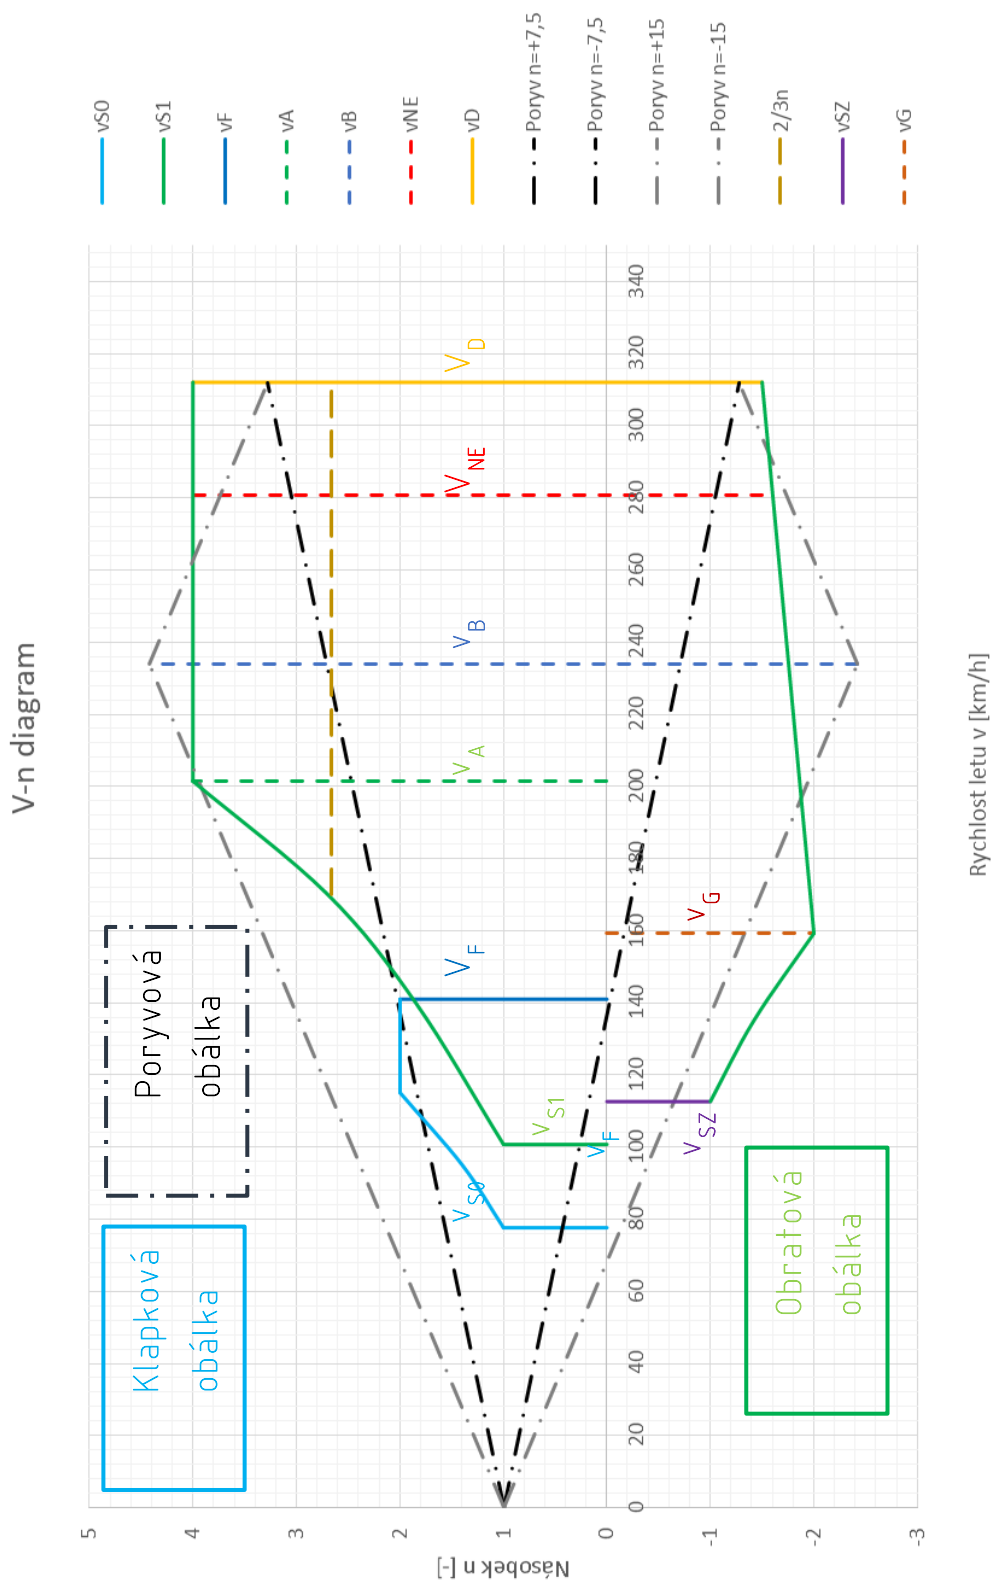 V-n diagram
Násobek n [-]
5
4
3
2
1
0
-1
-2
-3
0
20
40
60
80
100
120
140
160
180
200
220
240
260
280
300
320
340
Rychlost letu v [km/h]
Klapková
obálka
Poryvová
obálka
Obratová
obálka
VS0
VS1
VF
VF
VSZ
VG
VA
VB
VNE
VD
vS0
vS1
vF
vA
vB
vNE
vD
Poryv n=+7,5
Poryv n=-7,5
Poryv n=+15
Poryv n=-15
2/3n
vSZ
vG